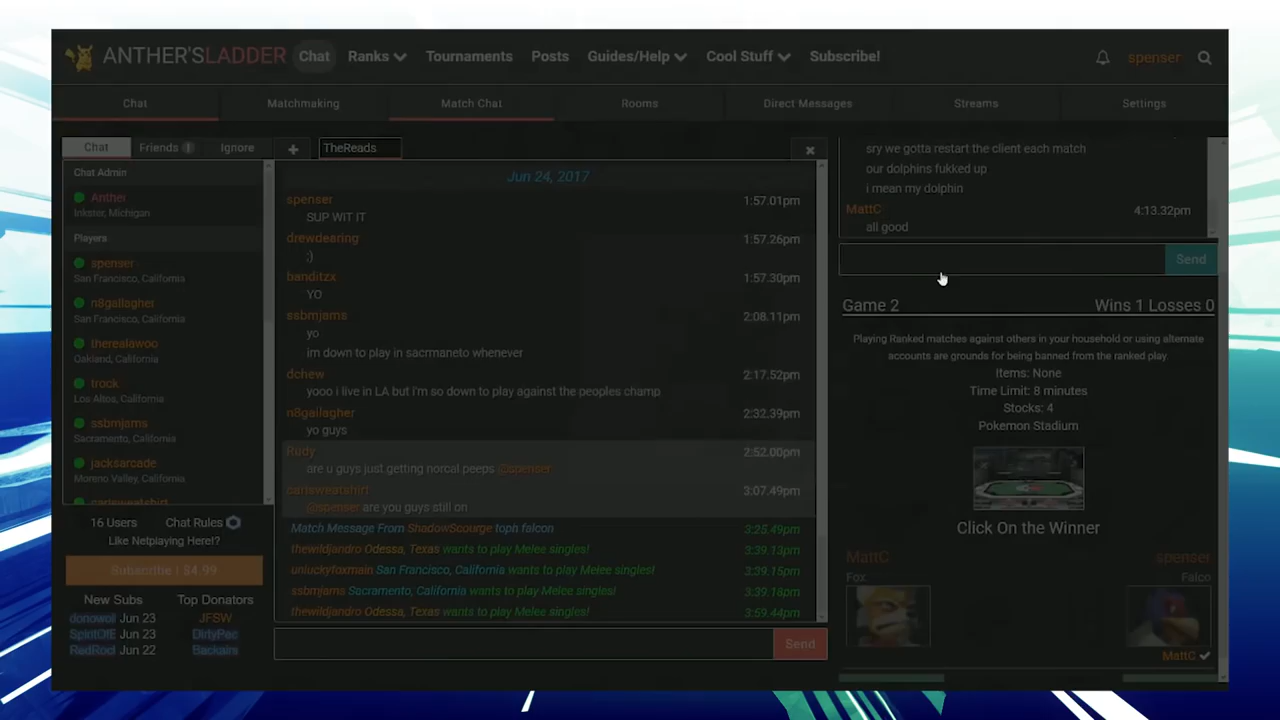 ANTHER'SLADDER Chat Ranks Tournaments Posts Guides/Help Cool Stuff Subscribe! spenser
Chat Matchmaking Match Chat Rooms Direct Messages Streams Settings
Chat Friends ! Ignore + TheReads
Chat Admin
Anther
Inkster, Michigan
Players
spenser
San Francisco, California
n8gallagher
San Francisco, California
therealawoo
Oakland, California
trock
Los Altos, California
ssbmjams
Sacramento, California
jacksarcade
Moreno Valley, California
16 Users Chat Rules
Like Netplaying Here!?
Subscribe ! $4.99
New Subs Top Donators
donowoll Jun 23 JFSW
SpintOfE Jun 23 DirtyPec
RedRocl Jun 22 Backairs
Jun 24, 2017
spenser 1:57.01pm
SUP WIT IT
drewdearing 1:57.26pm
;)
banditzx 1:57.30pm
YO
ssbmjams 2:08.11pm
yo
im down to play in sacrmaneto whenever
dchew 2:17.52pm
yooo i live in LA but i'm so down to play against the peoples champ
n8gallagher 2:32.39pm
yo guys
Rudy 2:52.00pm
are u guys just getting norcal peeps @spenser
carlsweatshirt 3:07.49pm
@spenser are you guys still on
Match Message From ShadowScourge toph falcon 3:25.49pm
thewildjandro Odessa, Texas wants to play Melee singles! 3:39.13pm
unluckyfoxmain San Francisco, California wants to play Melee singles! 3:39.15pm
ssbmjams Sacramento, California wants to play Melee singles! 3:39.16pm
thewildjandro Odessa, Texas wants to play Melee singles! 3:59.44pm
Send
sry we gotta restart the client each match
our dolphins fukked up
i mean my dolphin
MattC 4:13.32pm
all good
Send
Game 2 Wins 1 Losses 0
Playing Ranked matches against others in your household or using alternate
accounts are grounds for being banned from the ranked play.
Items: None
Time Limit: 8 minutes
Stocks: 4
Pokemon Stadium
Click On the Winner
MattC spenser
Fox Falco
MattC